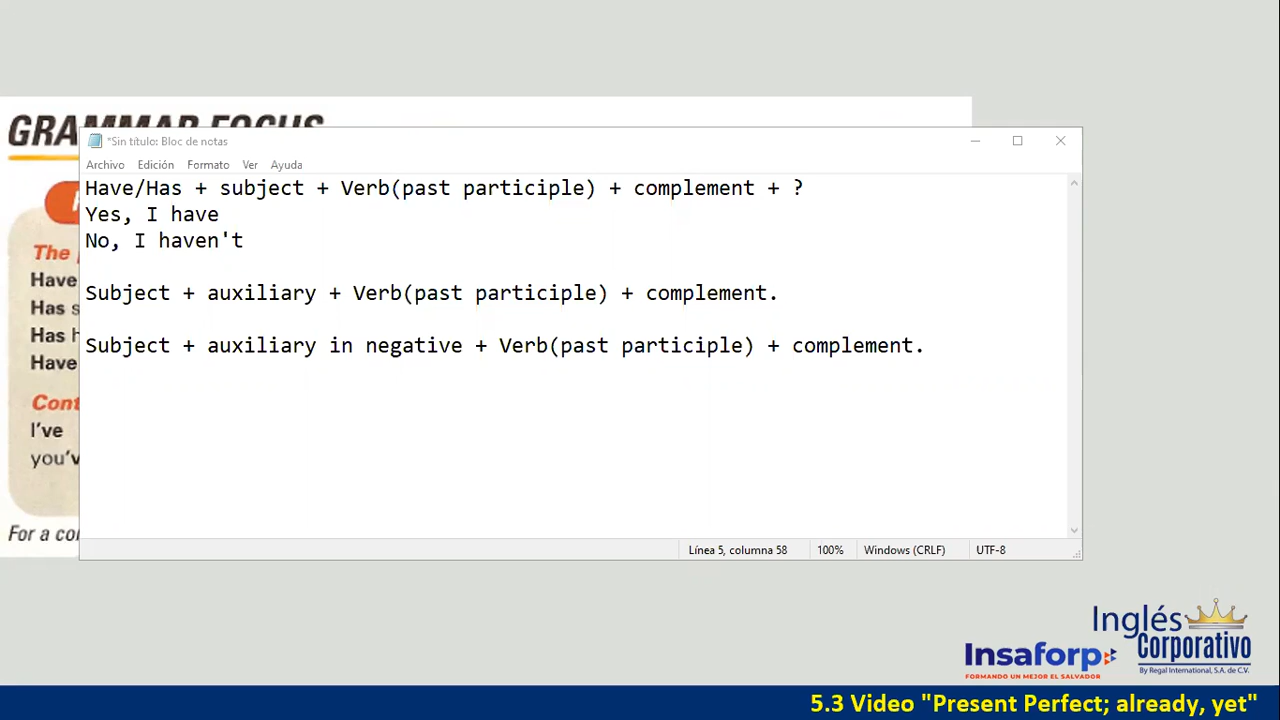 GRAMMAR FOCUS
*Sin título: Bloc de notas
Archivo Edición Formato Ver Ayuda
Have/Has + subject + Verb(past participle) + complement + ?
Yes, I have
No, I haven't
Subject + auxiliary + Verb(past participle) + complement.
Subject + auxiliary in negative + Verb(past participle) + complement.
The
Have
Has s
Has h
Have
Cont
I've
you'v
For a co
Línea 5, columna 58 100% Windows (CRLF) UTF-8
Inglés
Corporativo
By Regal International, S.A. de C.V.
Insaforp
FORMANDO UN MEJOR EL SALVADOR
5.3 Video "Present Perfect; already, yet"